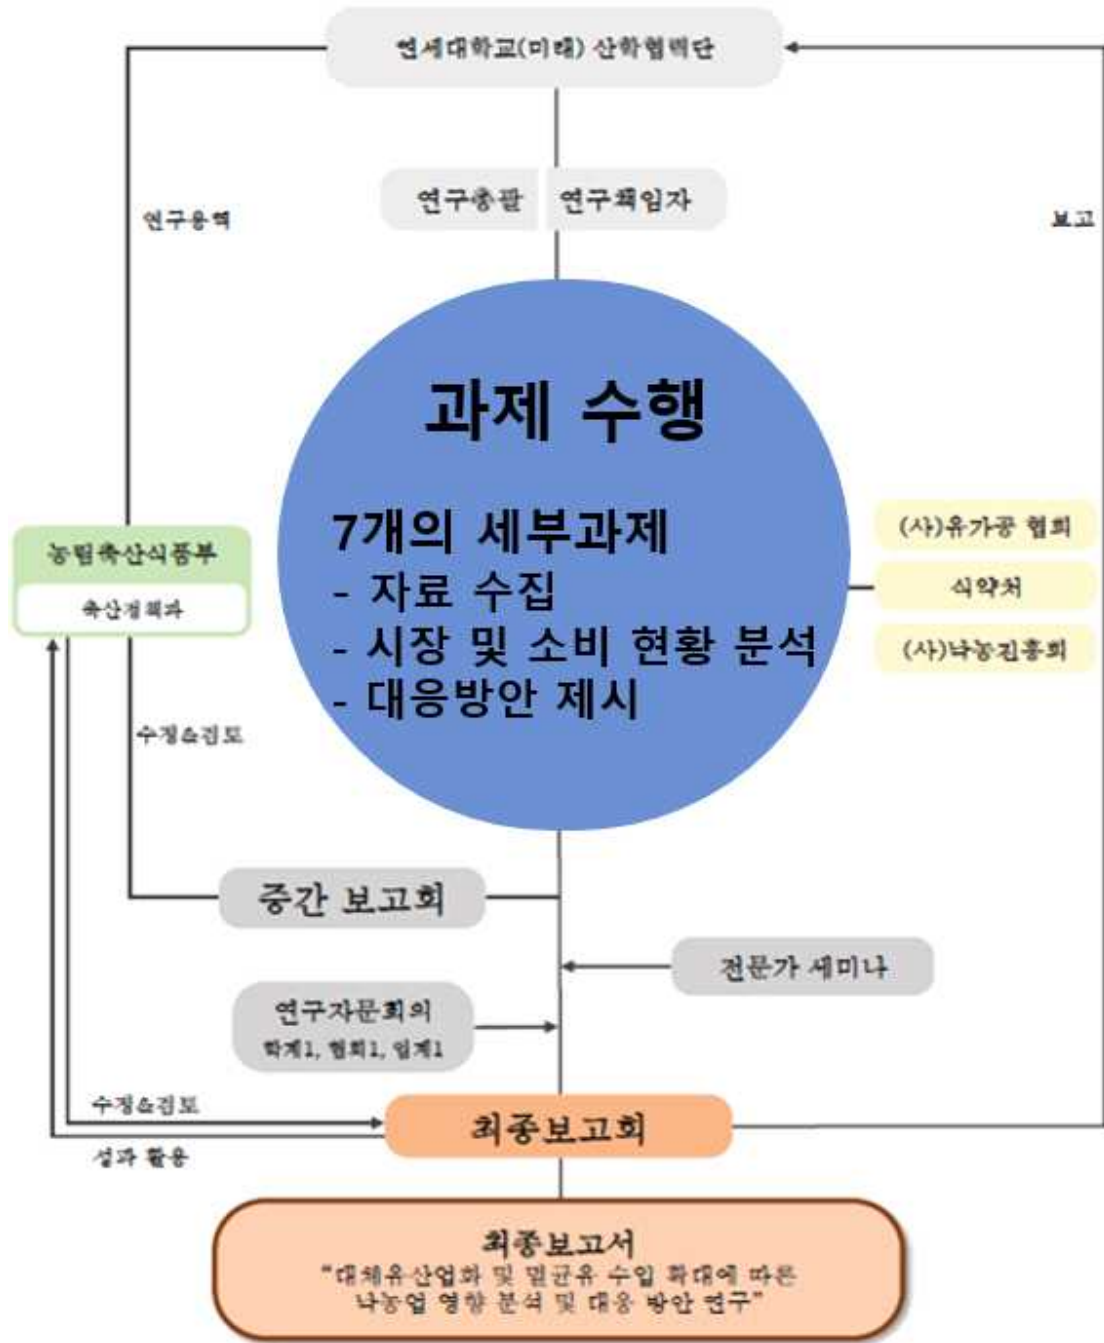 연세대학교(미래) 산학협력단
연구총괄 연구책임자
연구용역
보고
과제 수행
7개의 세부과제
- 자료 수집
- 시장 및 소비 현황 분석
- 대응방안 제시
(사)유가공 협회
식약처
(사)낙농진흥회
농림축산식품부
축산정책과
수정&검토
중간 보고회
전문가 세미나
연구자문회의
학계1, 협회1, 업계1
수정&검토
최종보고회
성과 활용
최종보고서
“대체유산업화 및 멸균유 수입 확대에 따른
낙농업 영향 분석 및 대응 방안 연구”